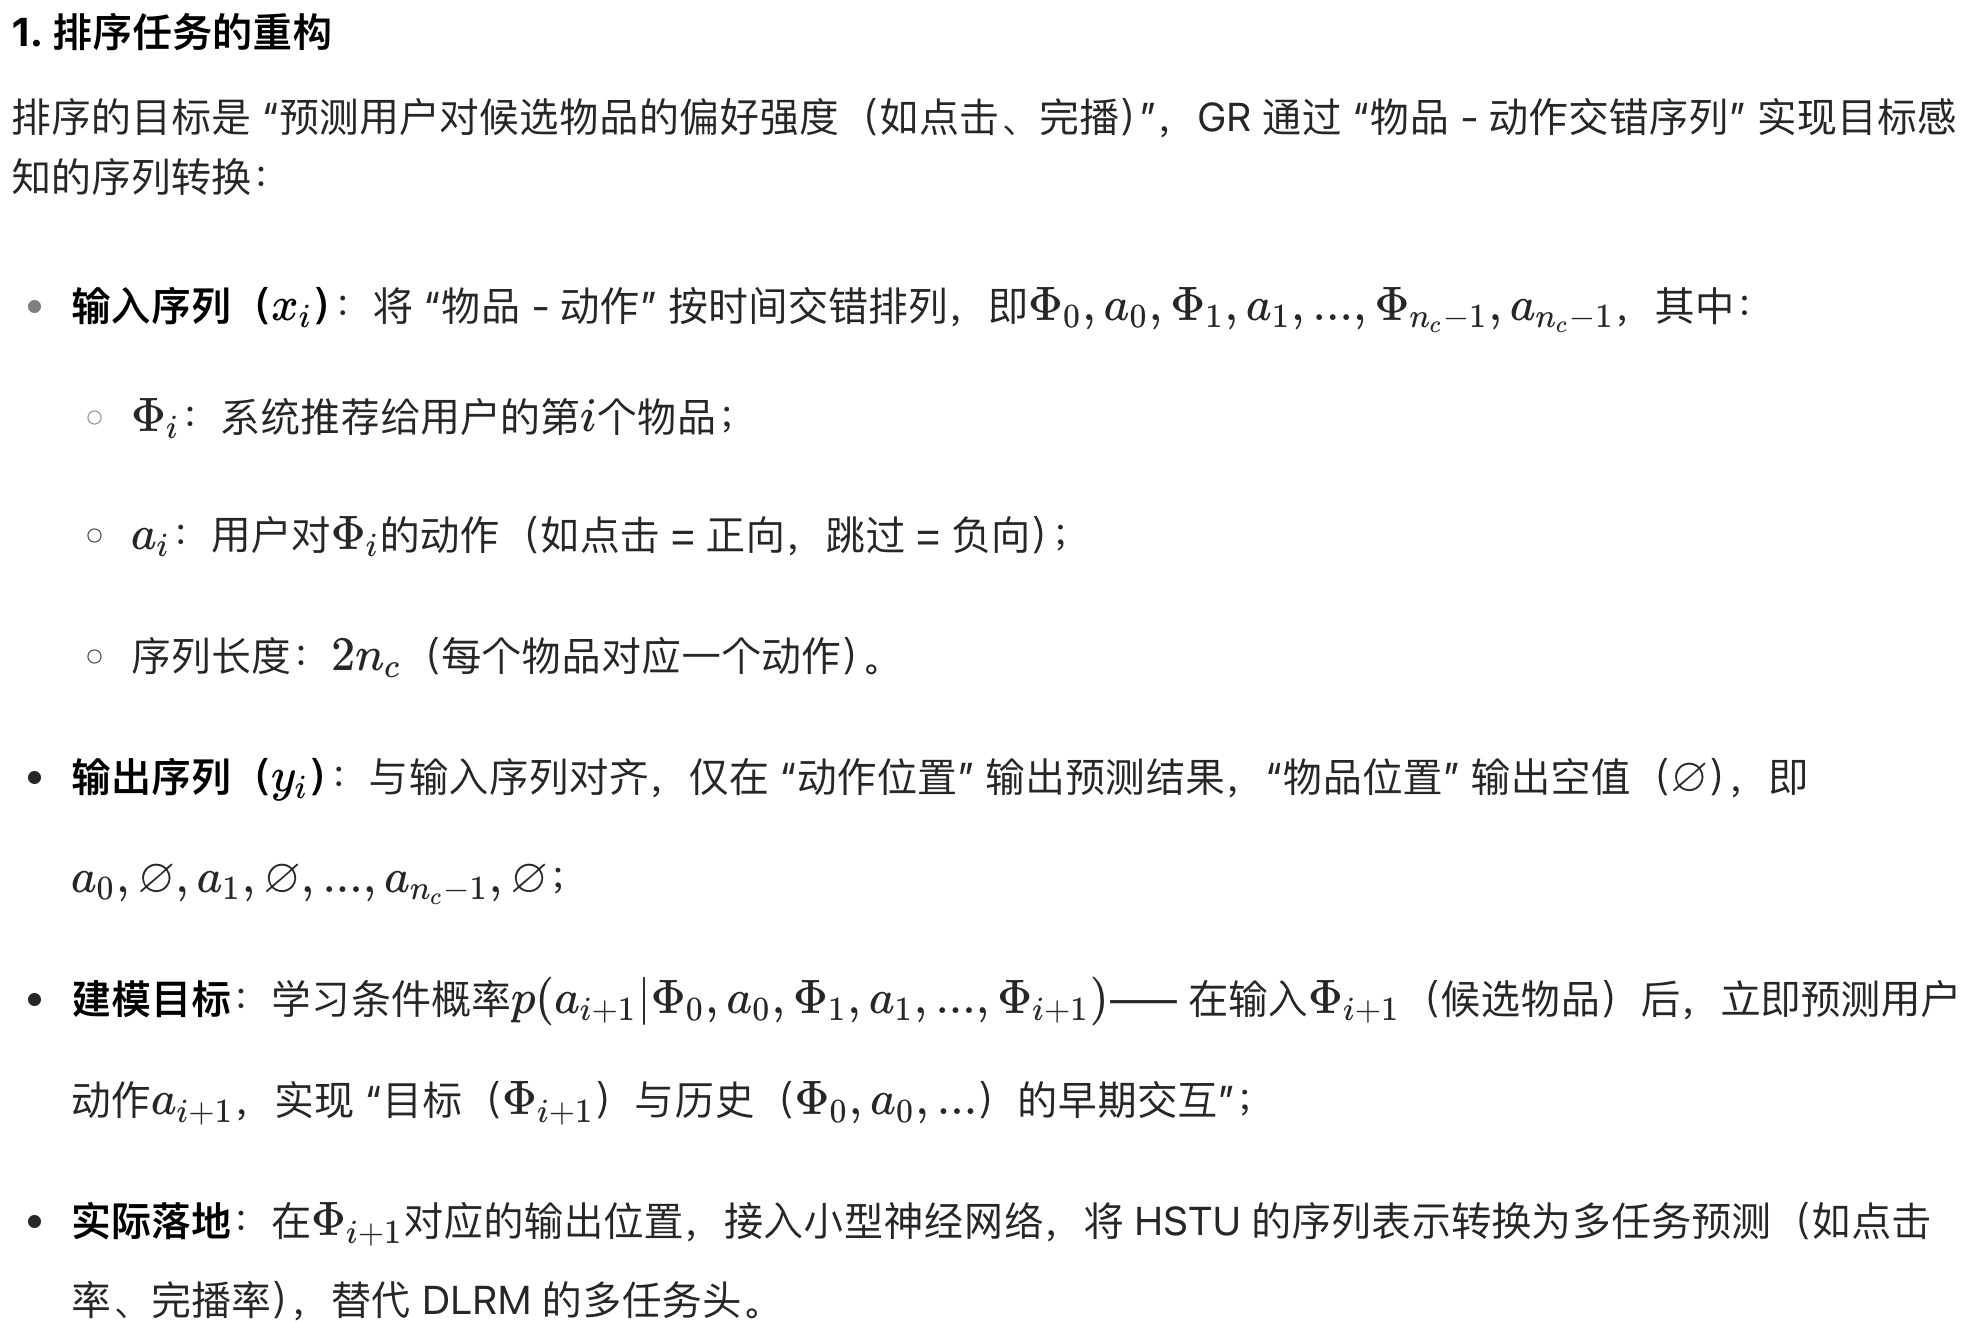 1. 排序任务的重构
排序的目标是 “预测用户对候选物品的偏好强度（如点击、完播）”，GR 通过 “物品 - 动作交错序列” 实现目标感
知的序列转换：
输入序列（$x_i$）：将 “物品 - 动作” 按时间交错排列，即$\Phi_0, a_0, \Phi_1, a_1, ..., \Phi_{n_c-1}, a_{n_c-1}$，其中：
$\Phi_i$：系统推荐给用户的第$i$个物品；
$a_i$：用户对$\Phi_i$的动作（如点击 = 正向，跳过 = 负向）；
序列长度：$2n_c$（每个物品对应一个动作）。
输出序列（$y_i$）：与输入序列对齐，仅在 “动作位置” 输出预测结果，“物品位置” 输出空值（$\varnothing$），即
$a_0, \varnothing, a_1, \varnothing, ..., a_{n_c-1}, \varnothing$；
建模目标：学习条件概率$p(a_{i+1}|\Phi_0, a_0, \Phi_1, a_1, ..., \Phi_{i+1})$—— 在输入$\Phi_{i+1}$（候选物品）后，立即预测用户
动作$a_{i+1}$，实现 “目标（$\Phi_{i+1}$）与历史（$\Phi_0, a_0, ...$）的早期交互”；
实际落地：在$\Phi_{i+1}$对应的输出位置，接入小型神经网络，将 HSTU 的序列表示转换为多任务预测（如点击
率、完播率），替代 DLRM 的多任务头。